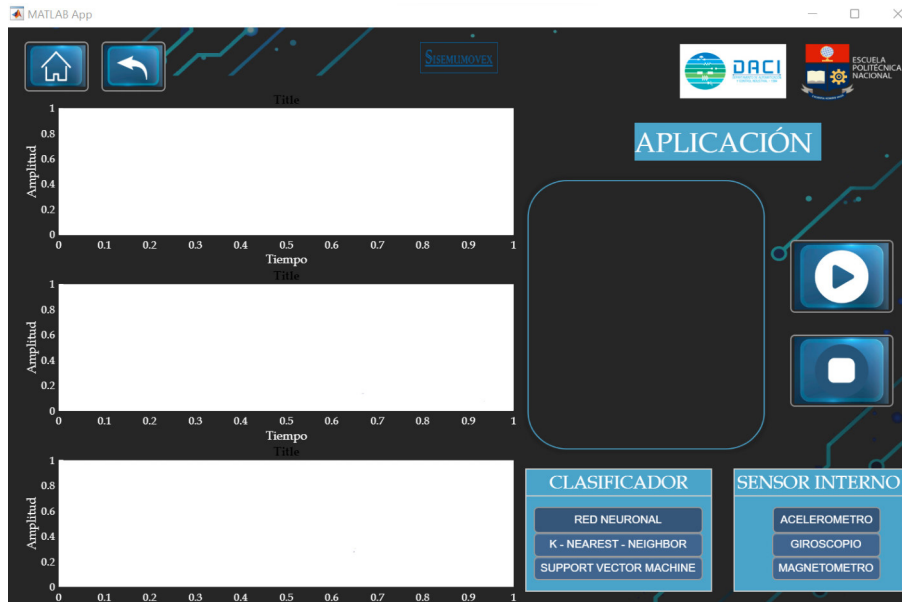 MATLAB App
SISEMUMOVEX
DACI
ESCUELA
POLITÉCNICA
NACIONAL
APLICACIÓN
Title
1
0.8
0.6
0.4
0.2
0
Amplitud
0 0.1 0.2 0.3 0.4 0.5 0.6 0.7 0.8 0.9 1
Tiempo
Title
1
0.8
0.6
0.4
0.2
0
Amplitud
0 0.1 0.2 0.3 0.4 0.5 0.6 0.7 0.8 0.9 1
Tiempo
Title
1
0.8
0.6
0.4
0.2
0
Amplitud
0 0.1 0.2 0.3 0.4 0.5 0.6 0.7 0.8 0.9 1
CLASIFICADOR
RED NEURONAL
K - NEAREST - NEIGHBOR
SUPPORT VECTOR MACHINE
SENSOR INTERNO
ACELEROMETRO
GIROSCOPIO
MAGNETOMETRO